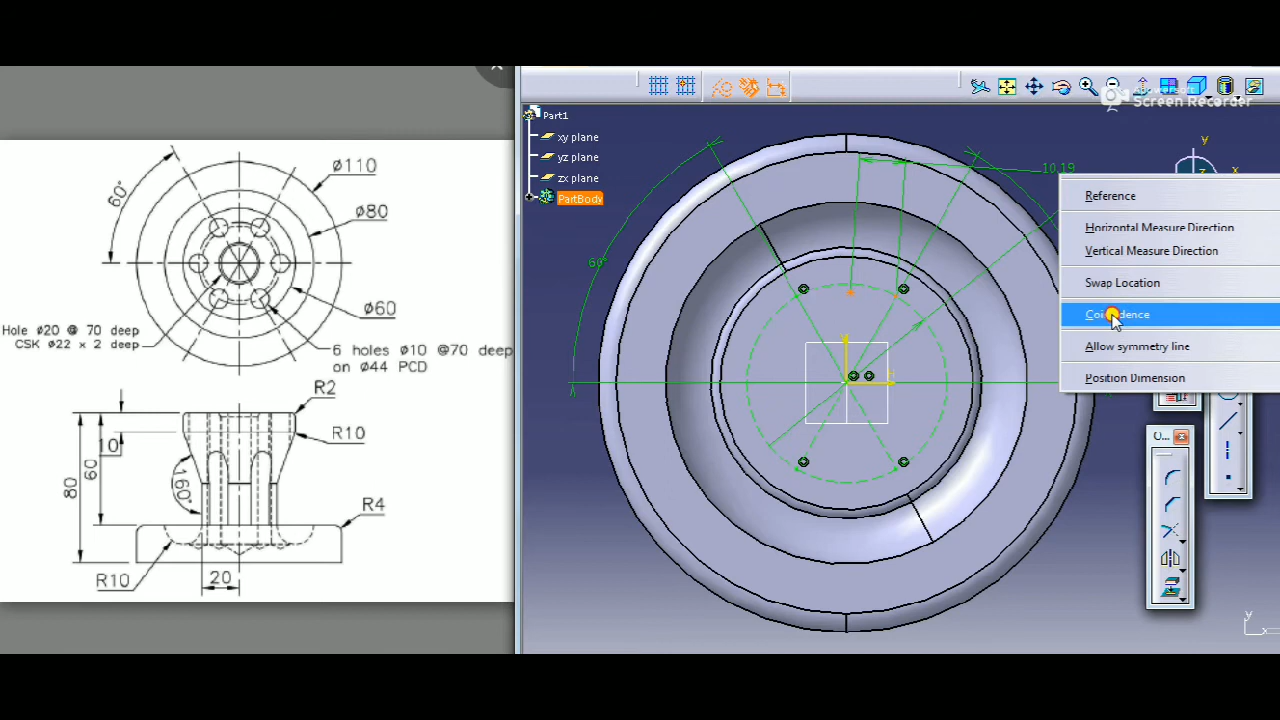 Screen Recorder
Part1
xy plane
yz plane
zx plane
PartBody
ø110
60°
ø80
ø60
Hole ø20 @ 70 deep
CSK ø22 x 2 deep
6 holes ø10 @70 deep
on ø44 PCD
R2
R10
10
80
60
160°
R4
R10
20
10,19
60°
y
x
z
Reference
Horizontal Measure Direction
Vertical Measure Direction
Swap Location
Coincidence
Allow symmetry line
Position Dimension
O...
y